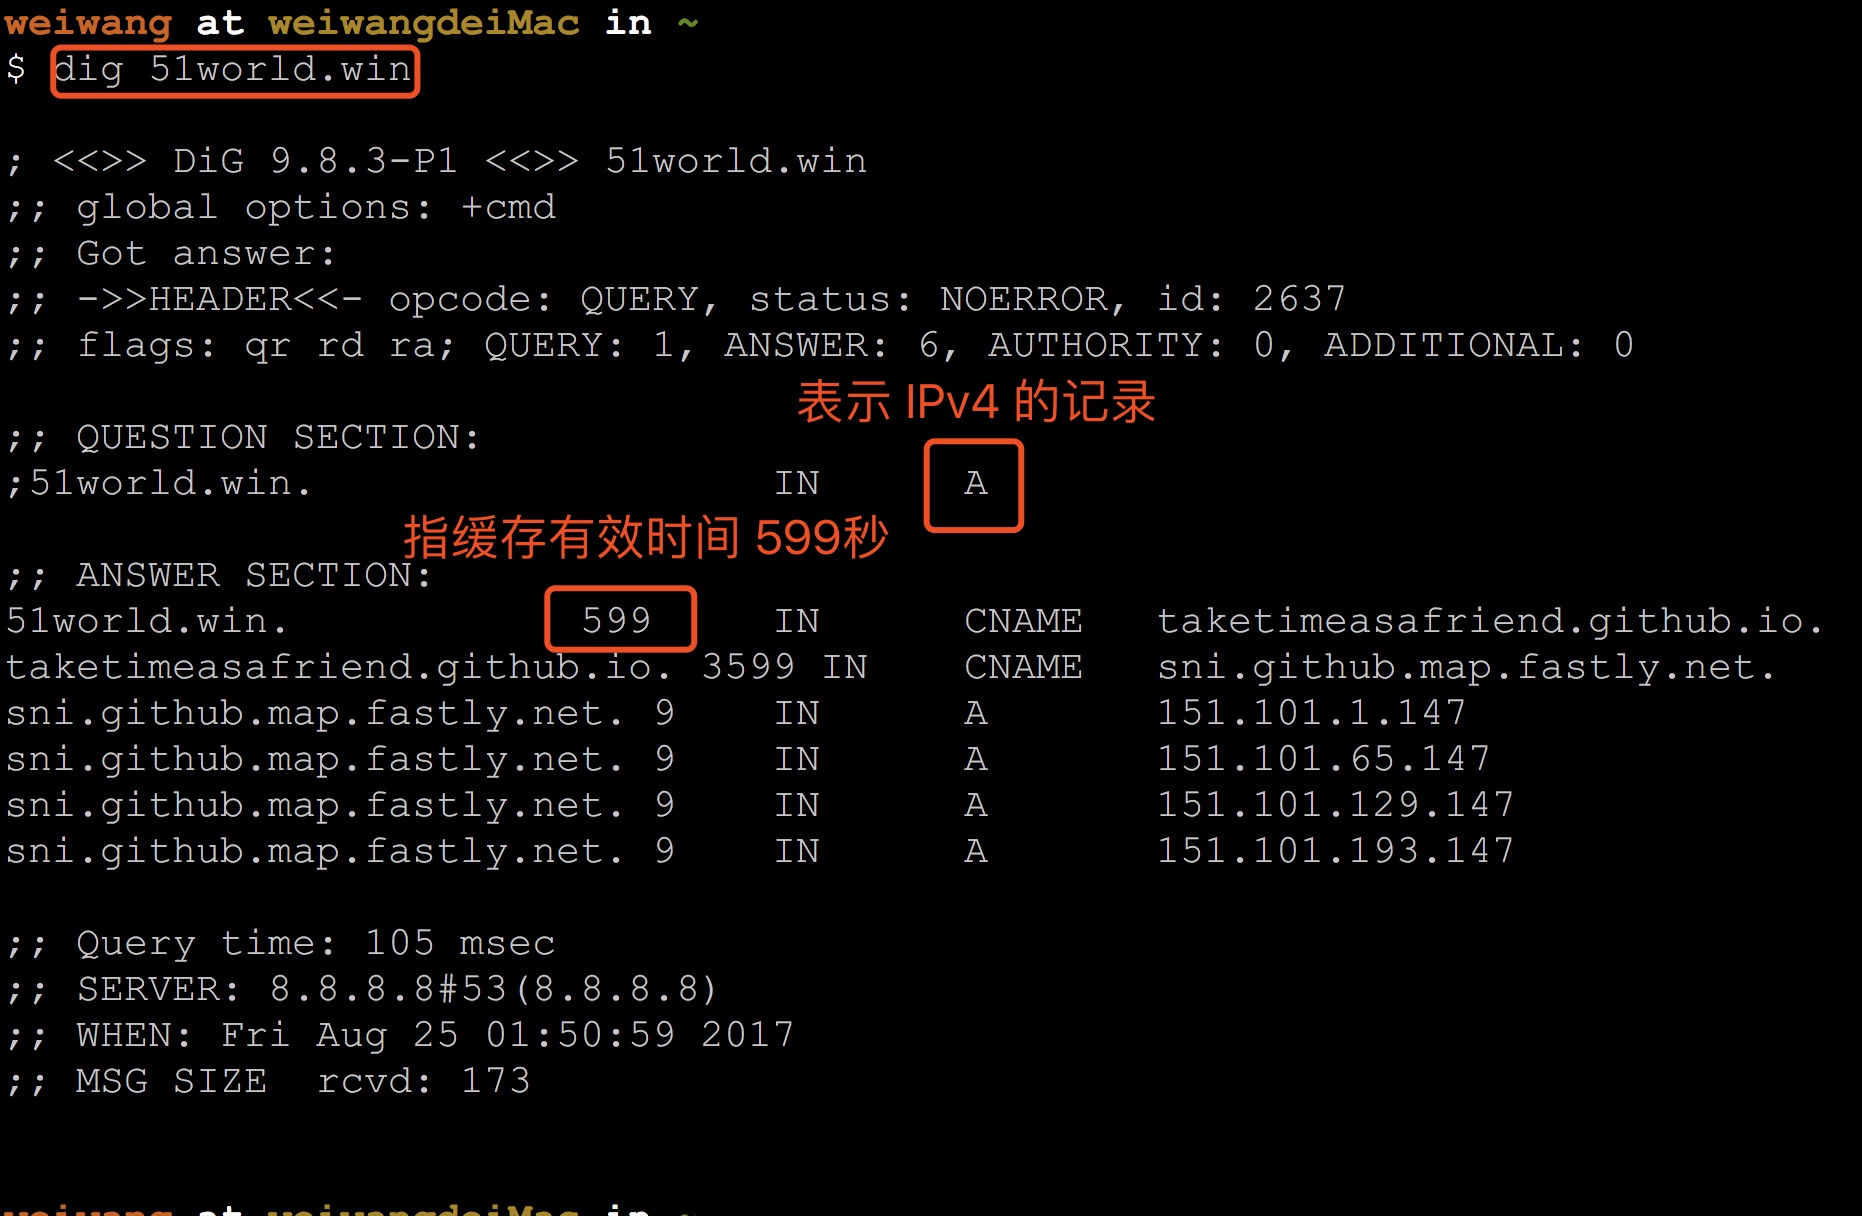 weiwang at weiwangdeiMac in ~
$ dig 51world.win
; <<>> DiG 9.8.3-P1 <<>> 51world.win
;; global options: +cmd
;; Got answer:
;; ->>HEADER<<- opcode: QUERY, status: NOERROR, id: 2637
;; flags: qr rd ra; QUERY: 1, ANSWER: 6, AUTHORITY: 0, ADDITIONAL: 0
表示 IPv4 的记录
;; QUESTION SECTION:
;51world.win. IN A
指缓存有效时间 599秒
;; ANSWER SECTION:
51world.win. 599 IN CNAME taketimeasafriend.github.io.
taketimeasafriend.github.io. 3599 IN CNAME sni.github.map.fastly.net.
sni.github.map.fastly.net. 9 IN A 151.101.1.147
sni.github.map.fastly.net. 9 IN A 151.101.65.147
sni.github.map.fastly.net. 9 IN A 151.101.129.147
sni.github.map.fastly.net. 9 IN A 151.101.193.147
;; Query time: 105 msec
;; SERVER: 8.8.8.8#53(8.8.8.8)
;; WHEN: Fri Aug 25 01:50:59 2017
;; MSG SIZE rcvd: 173
weiwang at weiwangdeiMac in ~